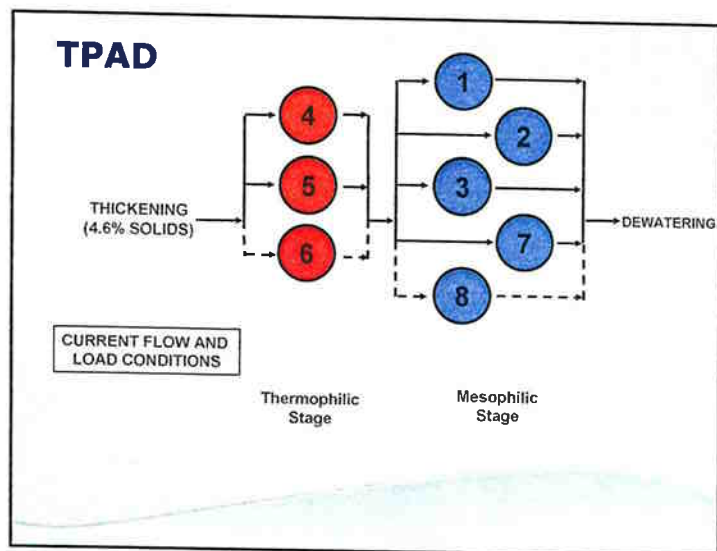 TPAD
1
4
2
5
3
THICKENING
(4.6% SOLIDS)
DEWATERING
6
7
8
CURRENT FLOW AND
LOAD CONDITIONS
Thermophilic
Stage
Mesophilic
Stage